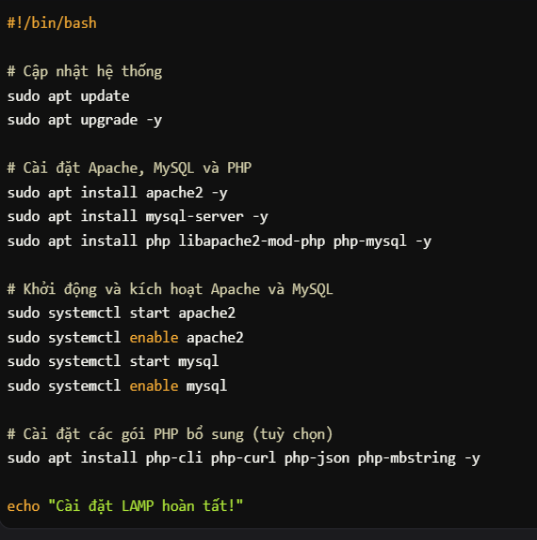 #!/bin/bash
# Cập nhật hệ thống
sudo apt update
sudo apt upgrade -y
# Cài đặt Apache, MySQL và PHP
sudo apt install apache2 -y
sudo apt install mysql-server -y
sudo apt install php libapache2-mod-php php-mysql -y
# Khởi động và kích hoạt Apache và MySQL
sudo systemctl start apache2
sudo systemctl enable apache2
sudo systemctl start mysql
sudo systemctl enable mysql
# Cài đặt các gói PHP bổ sung (tuỳ chọn)
sudo apt install php-cli php-curl php-json php-mbstring -y
echo "Cài đặt LAMP hoàn tất!"